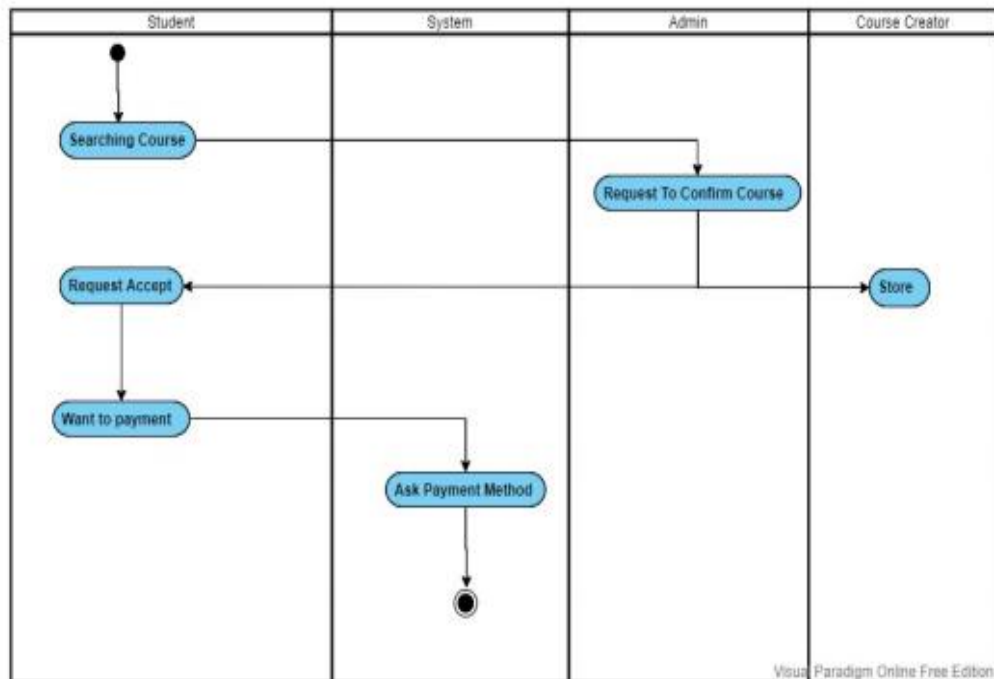 Student
System
Admin
Course Creator
Searching Course
Request To Confirm Course
Request Accept
Store
Want to payment
Ask Payment Method
Visual Paradigm Online Free Edition